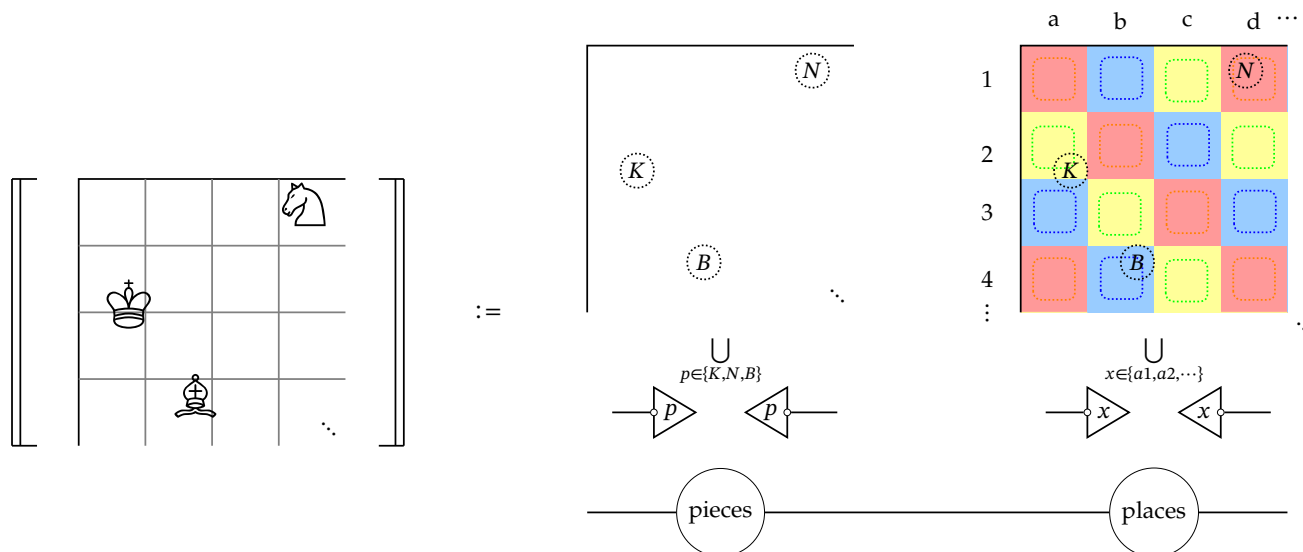 a b c d ⋯
N N
1
K 2 K
3
:=
B 4 B
⋱ ⋱ ⋮ ⋱
⋃ ⋃
p∈{K,N,B} x∈{a1,a2,⋯}
p p x x
pieces places